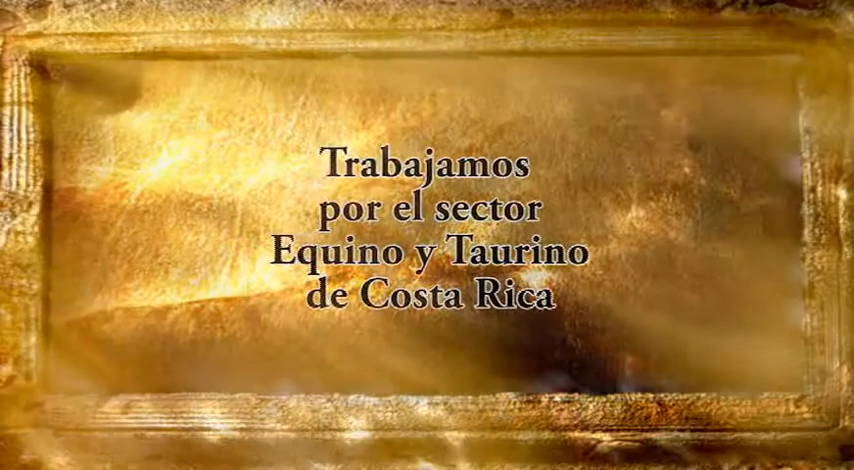 Trabajamos
por el sector
Equino y Taurino
de Costa Rica